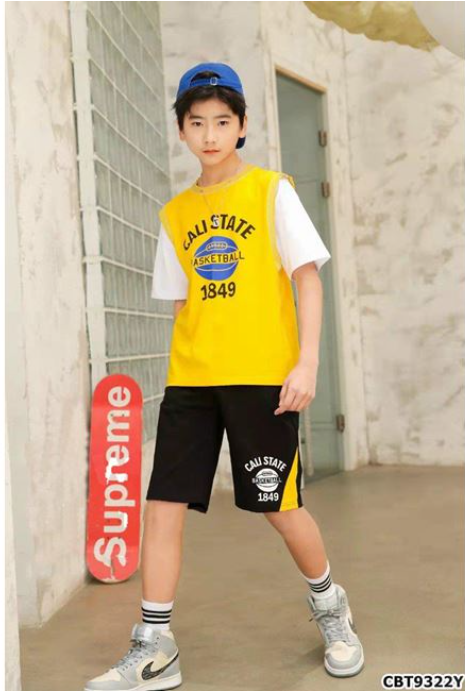 CALI STATE
BASKETBALL
1849
Supreme
CALI STATE
BASKETBALL
1849
CBT9322Y